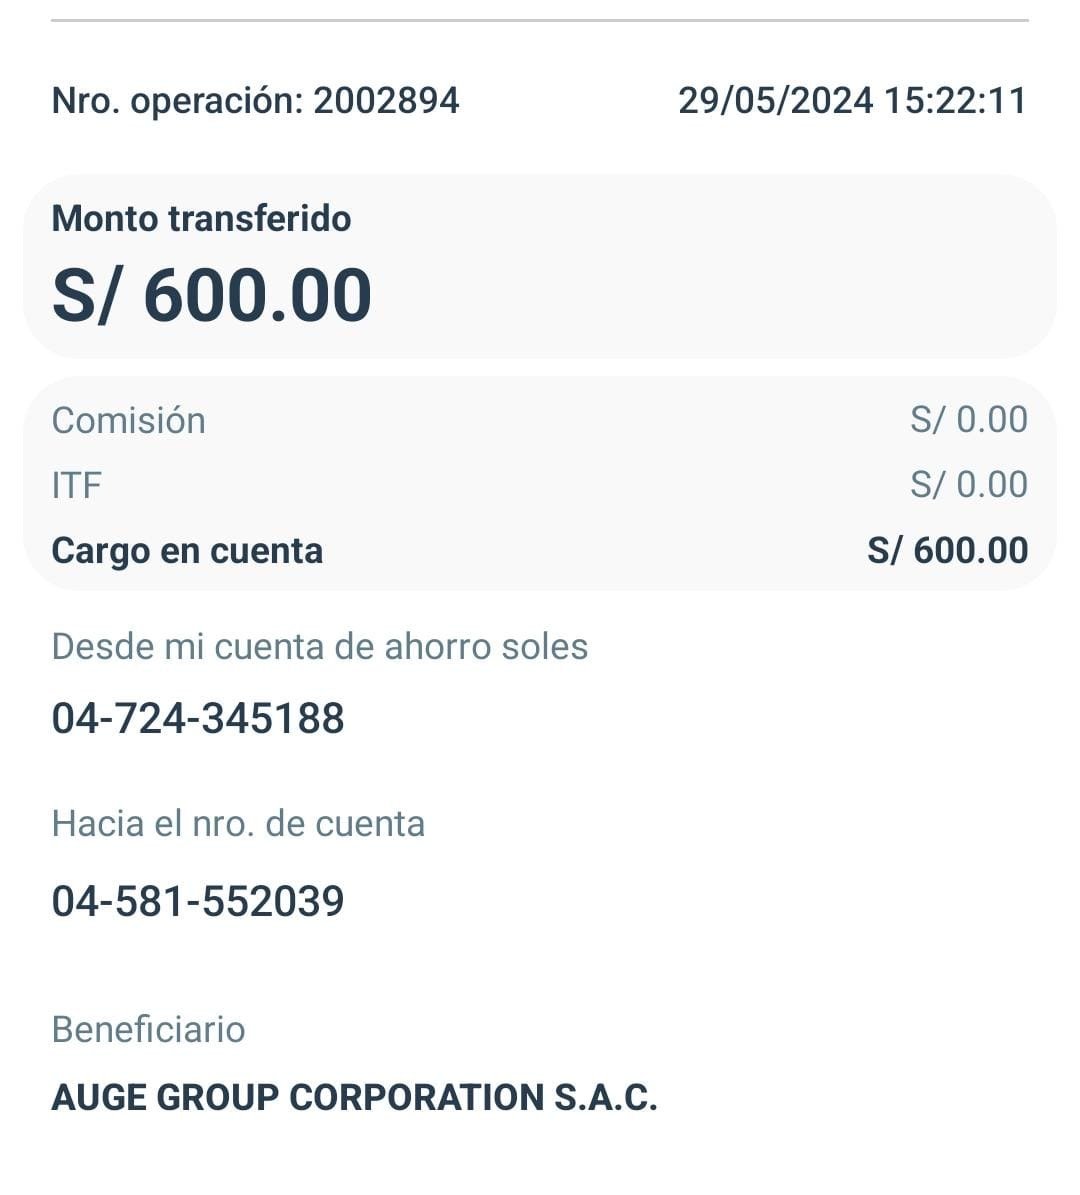 Nro. operación: 2002894 29/05/2024 15:22:11
Monto transferido
S/ 600.00
Comisión S/ 0.00
ITF S/ 0.00
Cargo en cuenta S/ 600.00
Desde mi cuenta de ahorro soles
04-724-345188
Hacia el nro. de cuenta
04-581-552039
Beneficiario
AUGE GROUP CORPORATION S.A.C.